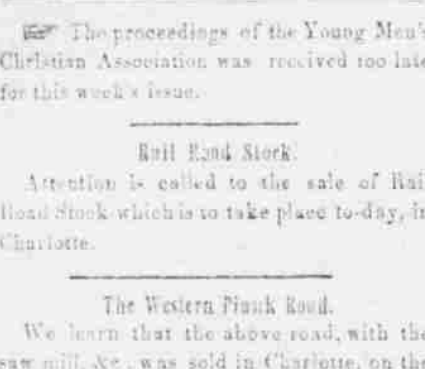 ☞ The proceedings of the Young Men's
Christian Association was received too late
for this week's issue.
Rail Road Stock.
Attention is called to the sale of Rail
Road Stock which is to take place to-day, in
Charlotte.
The Western Plank Road.
We learn that the above road, with the
saw mill, &c., was sold in Charlotte, on the